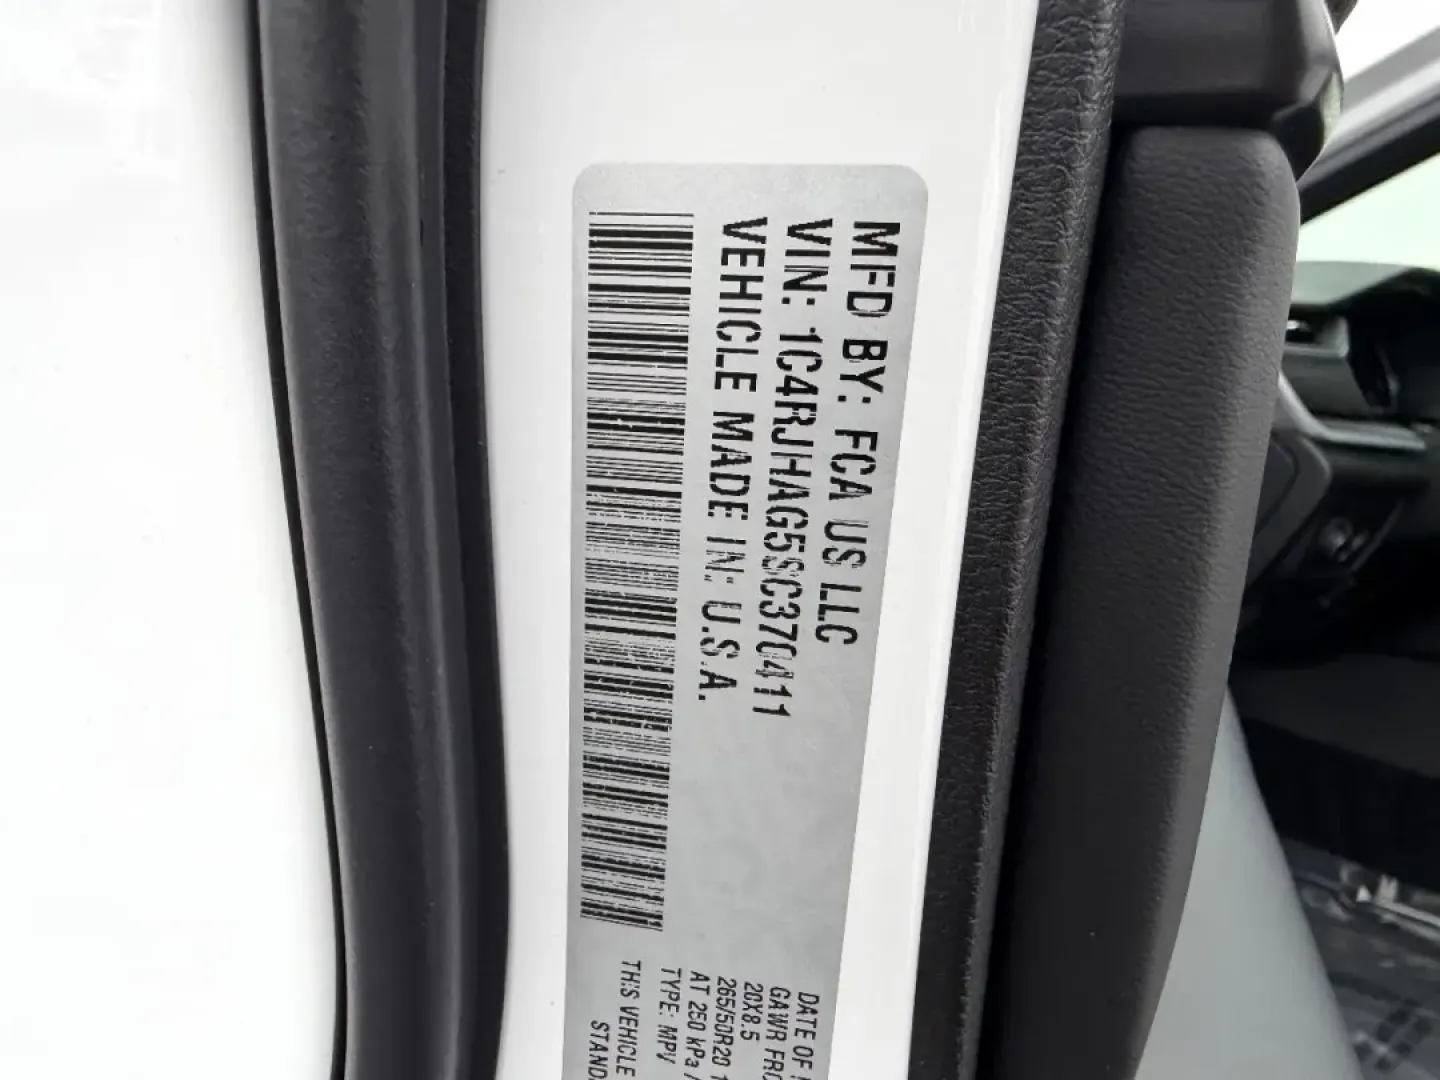 MFD BY: FCA US LLC
VIN: 1C4RJHAG5SC370411
VEHICLE MADE IN: U.S.A.
DATE OF
GAWR FRO
20X8.5
265/50R20 1
AT 250 kPa /
TYPE: MPV
THIS VEHICLE
STAND